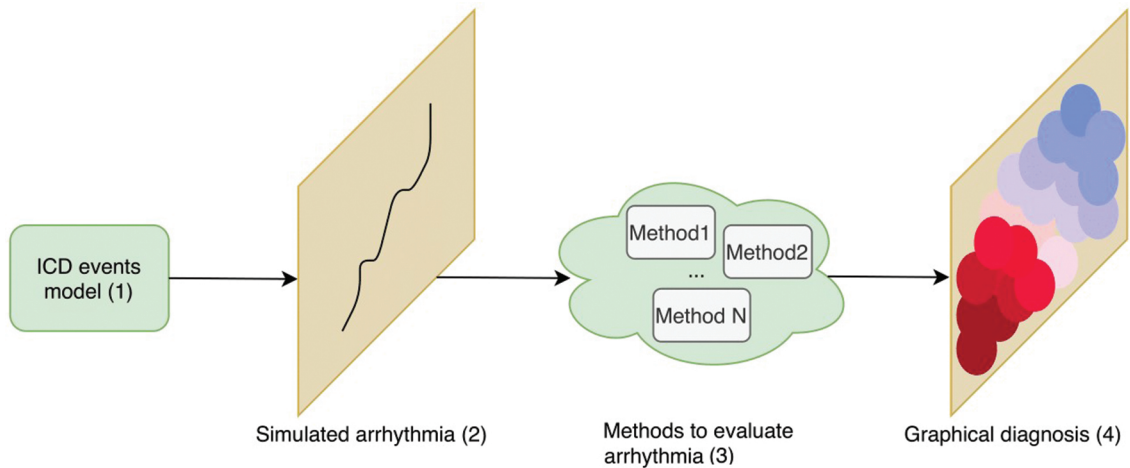 ICD events
model (1)
Simulated arrhythmia (2)
Method1
Method2
...
Method N
Methods to evaluate
arrhythmia (3)
Graphical diagnosis (4)